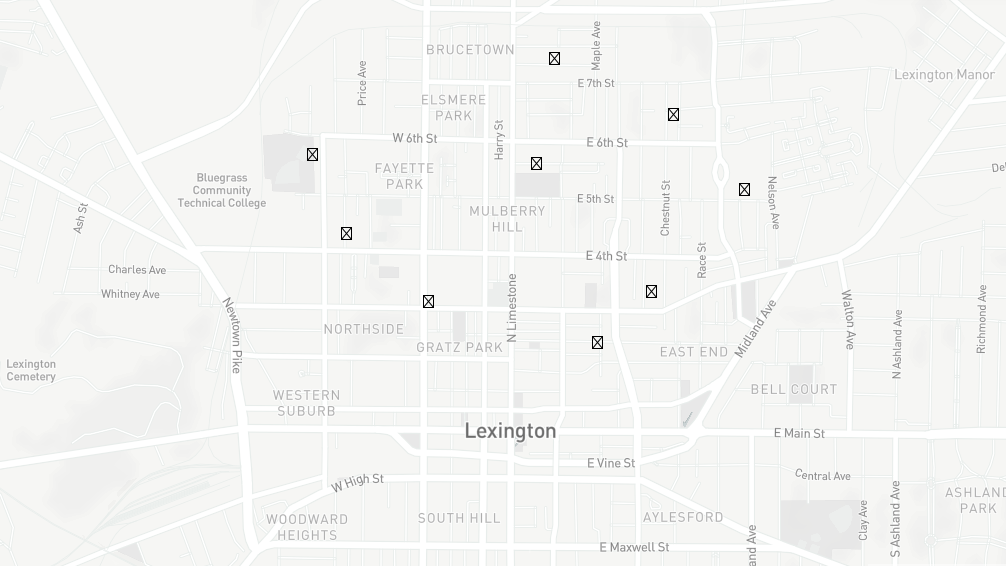 BRUCETOWN
Maple Ave
Price Ave
E 7th St
Lexington Manor
ELSMERE
PARK
Harry St
W 6th St
E 6th St
FAYETTE
PARK
Bluegrass
Community
Technical College
Ash St
MULBERRY
HILL
E 5th St
Chestnut St
Nelson Ave
Race St
E 4th St
Charles Ave
Whitney Ave
Newtown Pike
N Limestone
NORTHSIDE
GRATZ PARK
EAST END
Midland Ave
Walton Ave
N Ashland Ave
Richmond Ave
Lexington
Cemetery
WESTERN
SUBURB
BELL COURT
Lexington
E Main St
E Vine St
W High St
Central Ave
WOODWARD
HEIGHTS
SOUTH HILL
AYLESFORD
E Maxwell St
Clay Ave
S Ashland Ave
ASHLAND
PARK